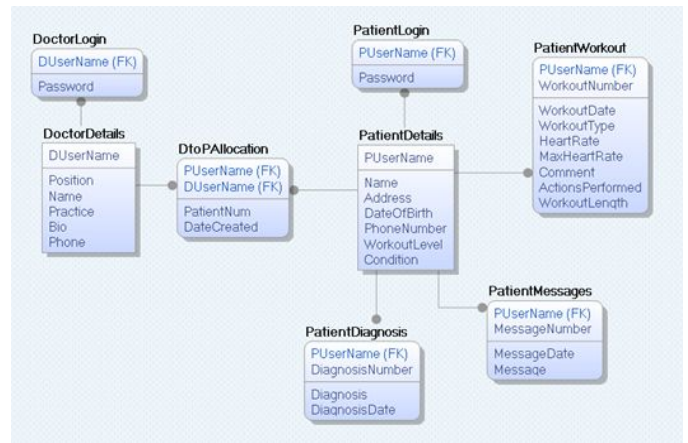 DoctorLogin
DUserName (FK)
Password
DoctorDetails
DUserName
Position
Name
Practice
Bio
Phone
DtoPAllocation
PUserName (FK)
DUserName (FK)
PatientNum
DateCreated
PatientLogin
PUserName (FK)
Password
PatientDetails
PUserName
Name
Address
DateOfBirth
PhoneNumber
WorkoutLevel
Condition
PatientWorkout
PUserName (FK)
WorkoutNumber
WorkoutDate
WorkoutType
HeartRate
MaxHeartRate
Comment
ActionsPerformed
WorkoutLength
PatientDiagnosis
PUserName (FK)
DiagnosisNumber
Diagnosis
DiagnosisDate
PatientMessages
PUserName (FK)
MessageNumber
MessageDate
Message